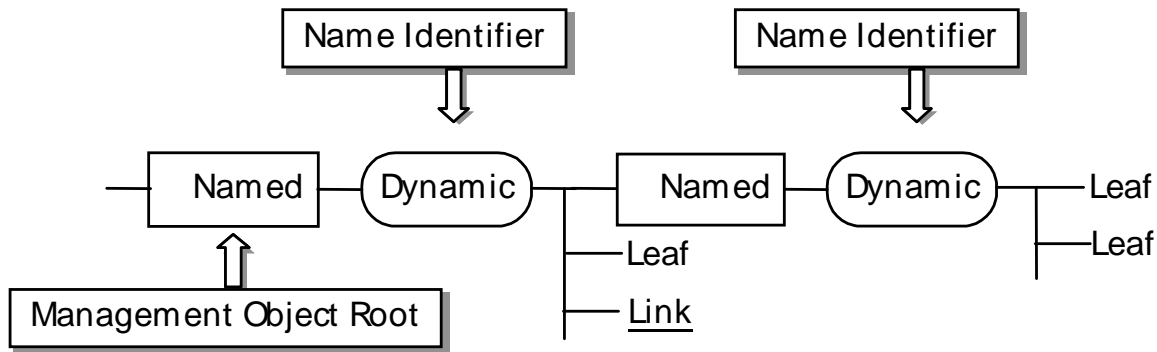 Name Identifier
Name Identifier
Named
Dynamic
Named
Dynamic
Leaf
Leaf
Leaf
Link
Management Object Root